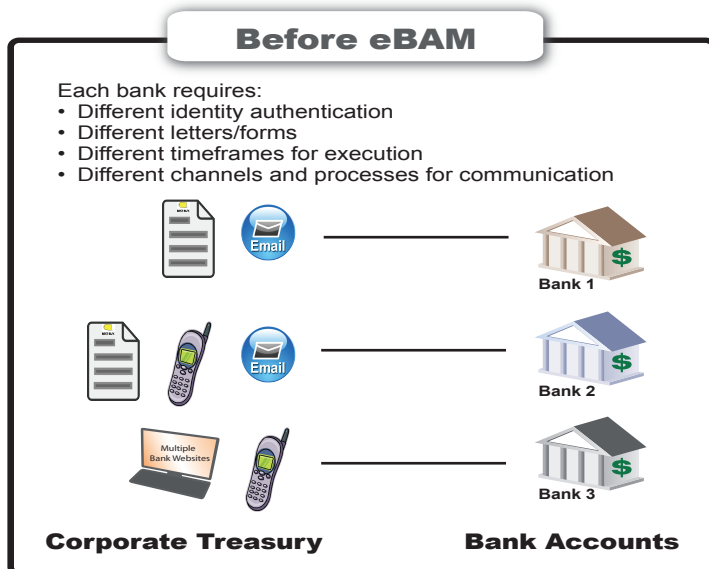 Before eBAM
Each bank requires:
• Different identity authentication
• Different letters/forms
• Different timeframes for execution
• Different channels and processes for communication
Email
$
Bank 1
Email
$
Bank 2
Multiple
Bank Websites
$
Bank 3
Corporate Treasury
Bank Accounts